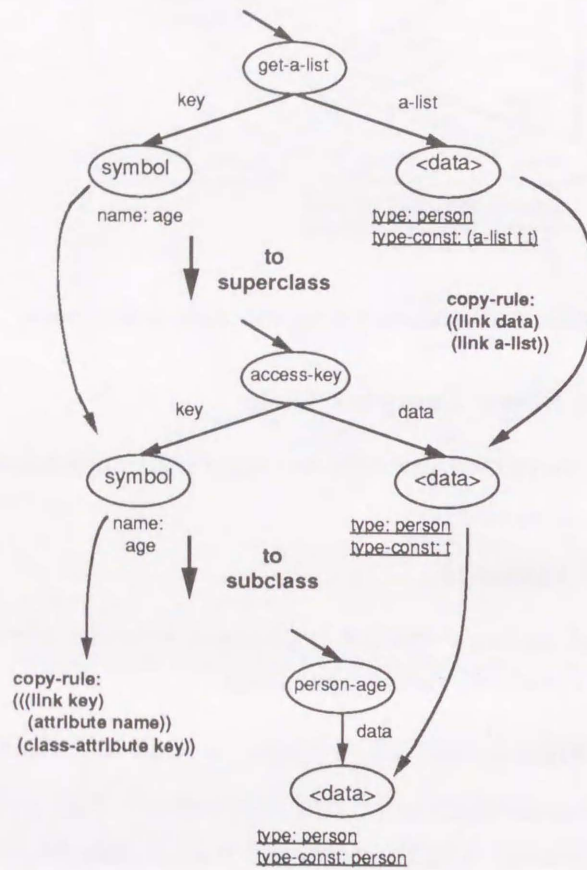 get-a-list
key
a-list
symbol
<data>
name: age
type: person
type-const: (a-list t t)
to
superclass
copy-rule:
((link data)
(link a-list))
access-key
key
data
symbol
<data>
name:
age
type: person
type-const: t
to
subclass
copy-rule:
(((link key)
(attribute name))
(class-attribute key))
person-age
data
<data>
type: person
type-const: person